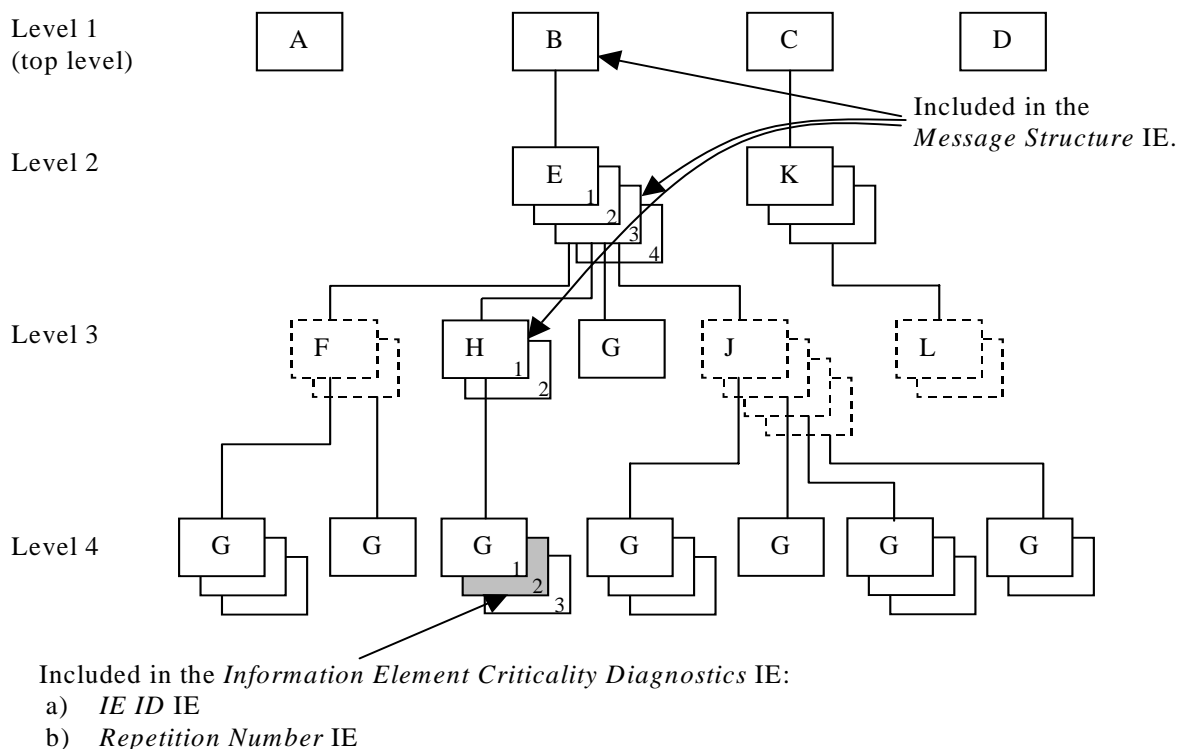 Level 1
(top level)
A
B
C
D
Included in the
Message Structure IE.
Level 2
E
1
2
3
4
K
Level 3
F
H
1
2
G
J
L
Level 4
G
G
G
1
2
3
G
G
G
G
Included in the Information Element Criticality Diagnostics IE:
a) IE ID IE
b) Repetition Number IE